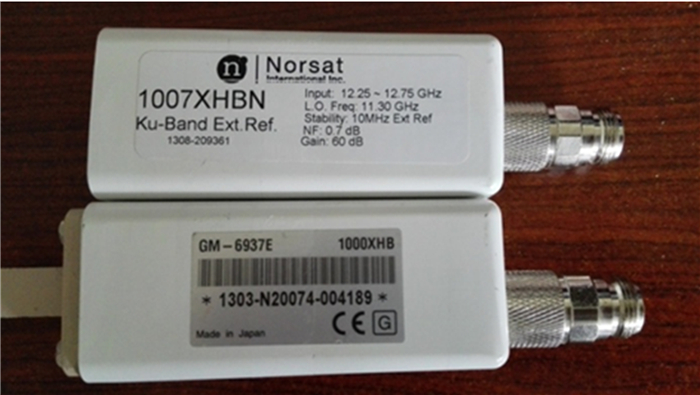 n Norsat
International Inc.
1007XHBN
Ku-Band Ext.Ref.
1308-209361
Input: 12.25 ~ 12.75 GHz
L.O. Freq: 11.30 GHz
Stability: 10MHz Ext Ref
NF: 0.7 dB
Gain: 60 dB
GM-6937E 1000XHB
* 1303-N20074-004189 *
Made in Japan CE G